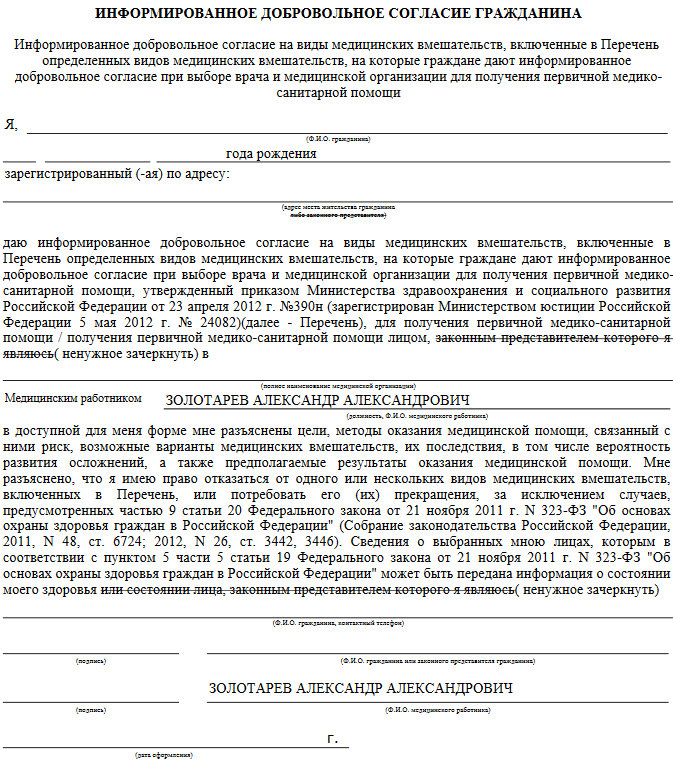 ИНФОРМИРОВАННОЕ ДОБРОВОЛЬНОЕ СОГЛАСИЕ ГРАЖДАНИНА
Информированное добровольное согласие на виды медицинских вмешательств, включенные в Перечень
определенных видов медицинских вмешательств, на которые граждане дают информированное
добровольное согласие при выборе врача и медицинской организации для получения первичной медико-
санитарной помощи
Я,
(Ф.И.О. гражданина)
года рождения
зарегистрированный (-ая) по адресу:
(адрес места жительства гражданина
либо законного представителя)
даю информированное добровольное согласие на виды медицинских вмешательств, включенные в
Перечень определенных видов медицинских вмешательств, на которые граждане дают информированное
добровольное согласие при выборе врача и медицинской организации для получения первичной медико-
санитарной помощи, утвержденный приказом Министерства здравоохранения и социального развития
Российской Федерации от 23 апреля 2012 г. №390н (зарегистрирован Министерством юстиции Российской
Федерации 5 мая 2012 г. № 24082)(далее - Перечень), для получения первичной медико-санитарной
помощи / получения первичной медико-санитарной помощи лицом, законным представителем которого я
являюсь( ненужное зачеркнуть) в
(полное наименование медицинской организации)
Медицинским работником ЗОЛОТАРЕВ АЛЕКСАНДР АЛЕКСАНДРОВИЧ
(должность, Ф.И.О. медицинского работника)
в доступной для меня форме мне разъяснены цели, методы оказания медицинской помощи, связанный с
ними риск, возможные варианты медицинских вмешательств, их последствия, в том числе вероятность
развития осложнений, а также предполагаемые результаты оказания медицинской помощи. Мне
разъяснено, что я имею право отказаться от одного или нескольких видов медицинских вмешательств,
включенных в Перечень, или потребовать его (их) прекращения, за исключением случаев,
предусмотренных частью 9 статьи 20 Федерального закона от 21 ноября 2011 г. N 323-ФЗ "Об основах
охраны здоровья граждан в Российской Федерации" (Собрание законодательства Российской Федерации,
2011, N 48, ст. 6724; 2012, N 26, ст. 3442, 3446). Сведения о выбранных мною лицах, которым в
соответствии с пунктом 5 части 5 статьи 19 Федерального закона от 21 ноября 2011 г. N 323-ФЗ "Об
основах охраны здоровья граждан в Российской Федерации" может быть передана информация о состоянии
моего здоровья или состоянии лица, законным представителем которого я являюсь( ненужное зачеркнуть)
(Ф.И.О. гражданина, контактный телефон)
(подпись) (Ф.И.О. гражданина или законного представителя гражданина)
ЗОЛОТАРЕВ АЛЕКСАНДР АЛЕКСАНДРОВИЧ
(подпись) (Ф.И.О. медицинского работника)
г.
(дата оформления)